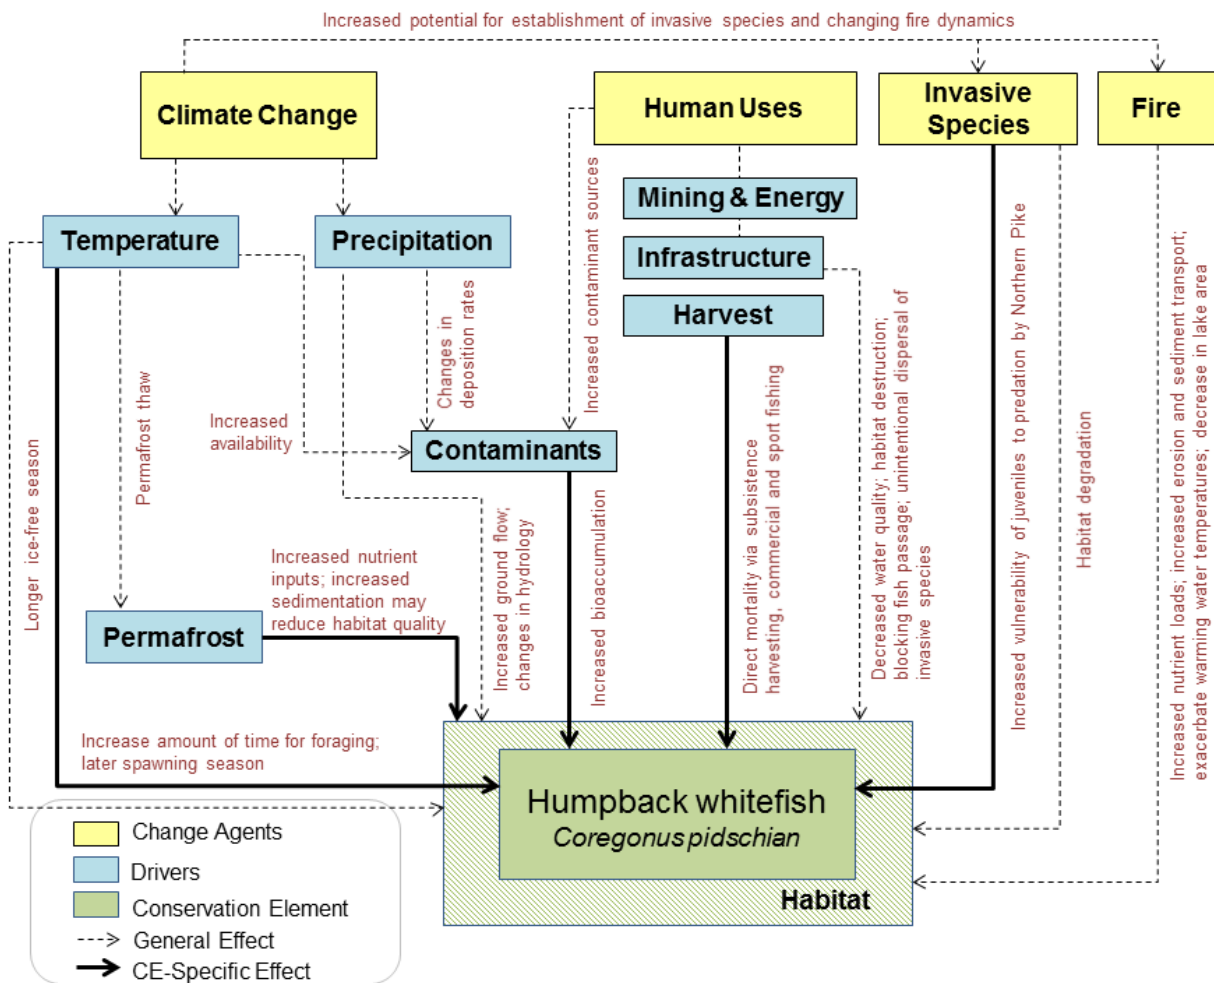 Increased potential for establishment of invasive species and changing fire dynamics
Climate Change
Human Uses
Invasive
Species
Fire
Mining & Energy
Temperature
Precipitation
Infrastructure
Harvest
Changes in
deposition rates
Increased contaminant sources
Permafrost thaw
Increased
availability
Contaminants
Longer ice-free season
Increased nutrient
inputs; increased
sedimentation may
reduce habitat quality
Permafrost
Increased ground flow;
changes in hydrology
Increased bioaccumulation
Direct mortality via subsistence
harvesting, commercial and sport fishing
Decreased water quality; habitat destruction;
blocking fish passage; unintentional dispersal of
invasive species
Increased vulnerability of juveniles to predation by Northern Pike
Habitat degradation
Increased nutrient loads; increased erosion and sediment transport;
exacerbate warming water temperatures; decrease in lake area
Increase amount of time for foraging;
later spawning season
Humpback whitefish
Coregonus pidschian
Habitat
Change Agents
Drivers
Conservation Element
General Effect
CE-Specific Effect